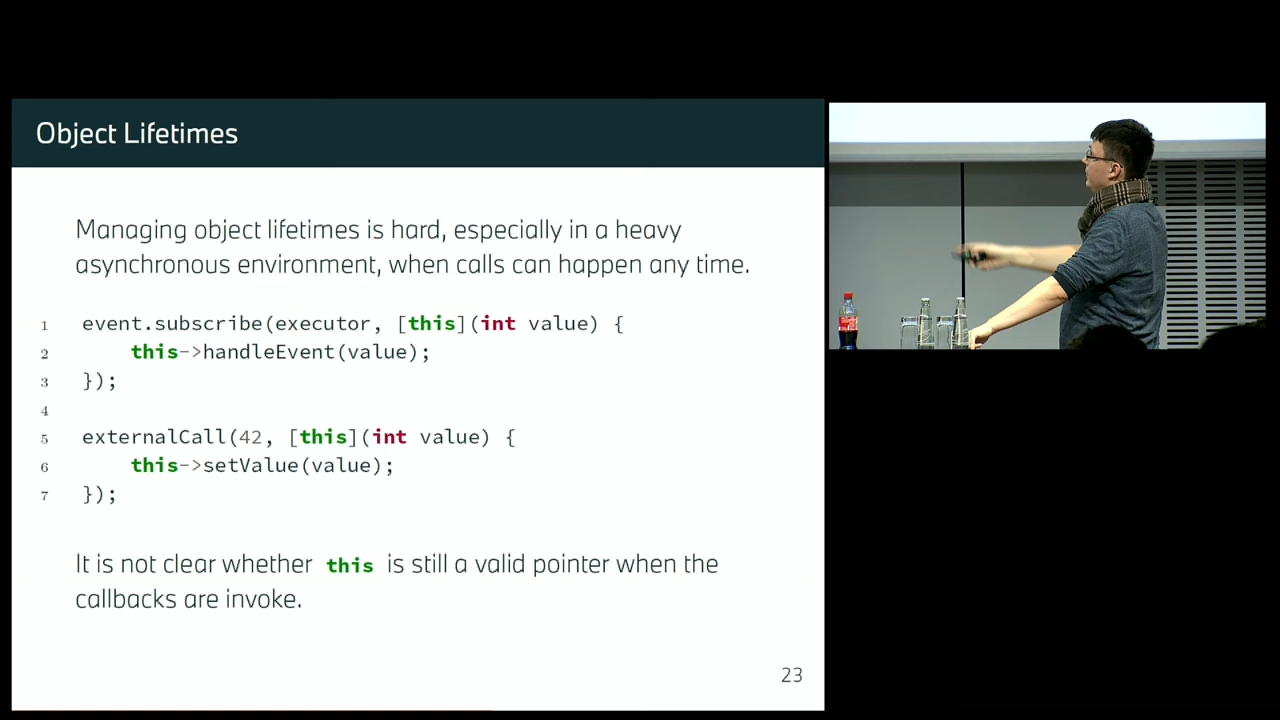 Object Lifetimes
Managing object lifetimes is hard, especially in a heavy
asynchronous environment, when calls can happen any time.
1 event.subscribe(executor, [this](int value) {
2 this->handleEvent(value);
3 });
4
5 externalCall(42, [this](int value) {
6 this->setValue(value);
7 });
It is not clear whether this is still a valid pointer when the
callbacks are invoke.
23